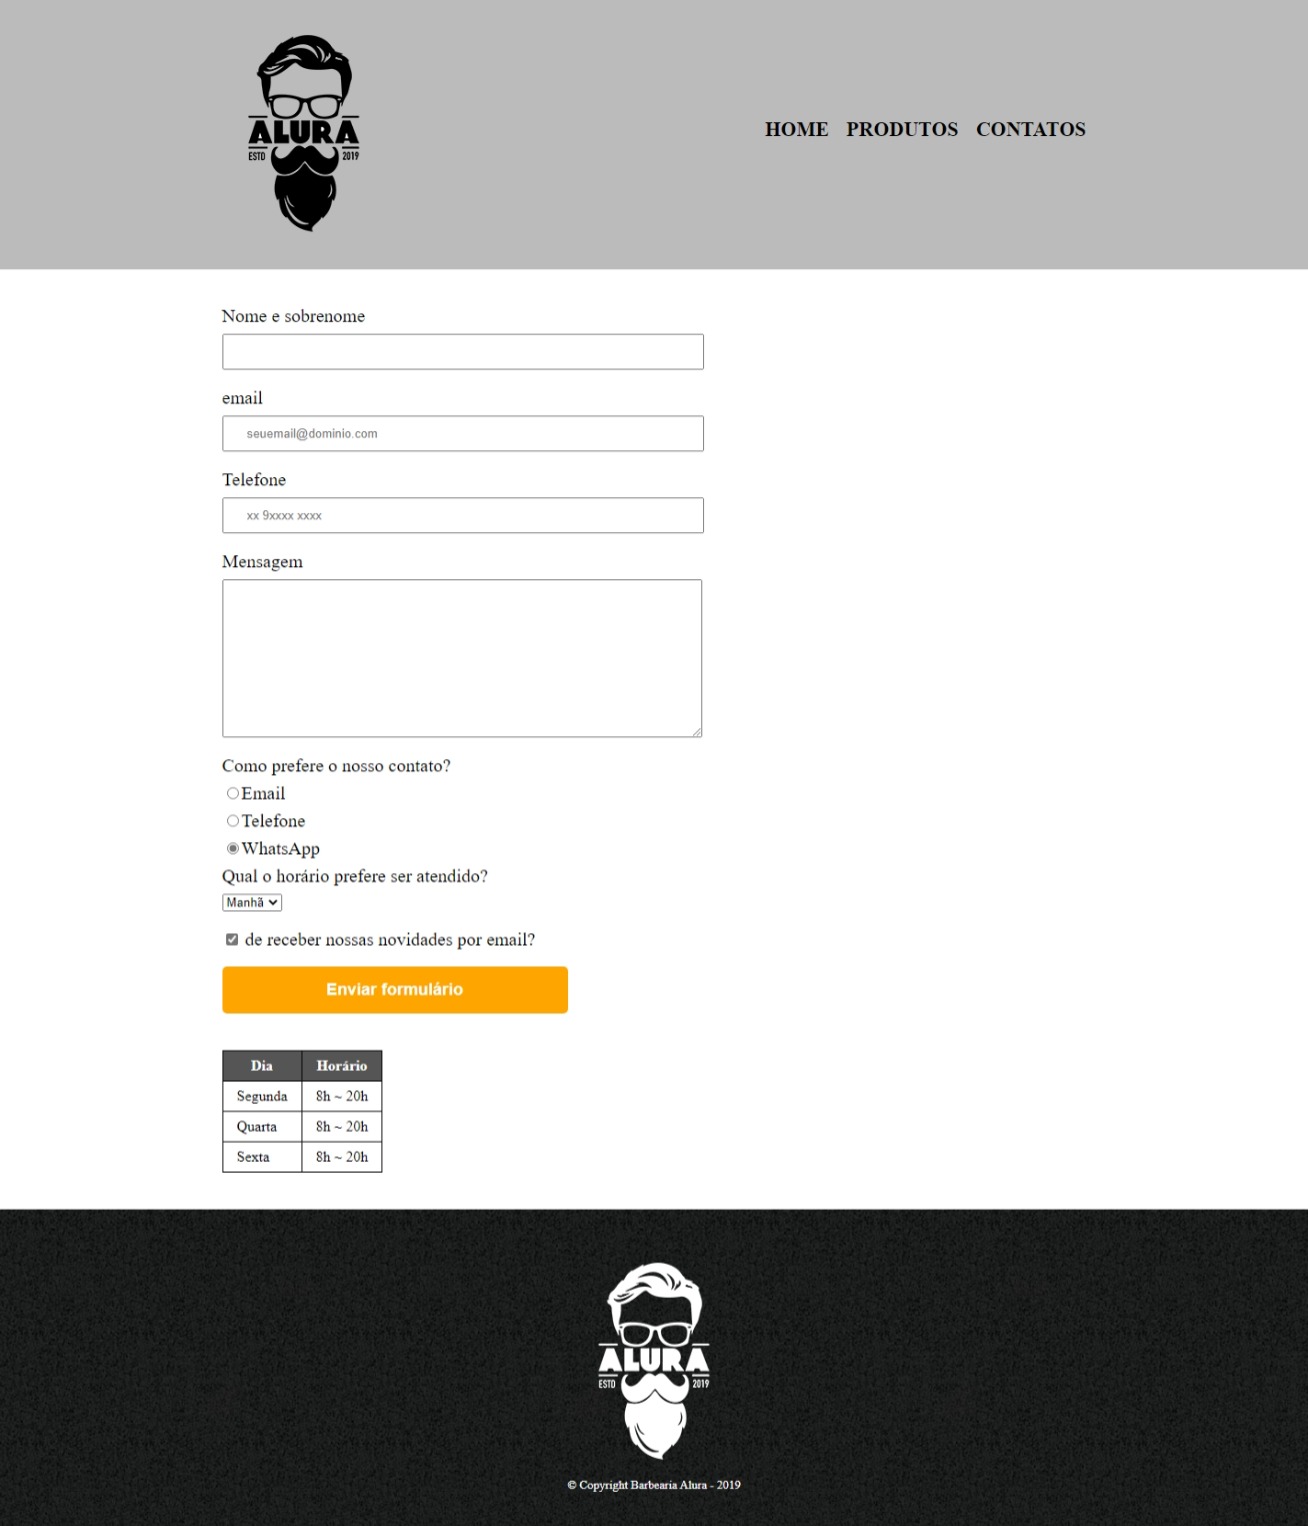 ALURA
ESTD 2019
HOME PRODUTOS CONTATOS
Nome e sobrenome
email
seuemail@dominio.com
Telefone
xx 9xxxx xxxx
Mensagem
Como prefere o nosso contato?
Email
Telefone
WhatsApp
Qual o horário prefere ser atendido?
Manhã
de receber nossas novidades por email?
Enviar formulário
Dia Horário
Segunda 8h ~ 20h
Quarta 8h ~ 20h
Sexta 8h ~ 20h
ALURA
ESTD 2019
© Copyright Barbearia Alura - 2019